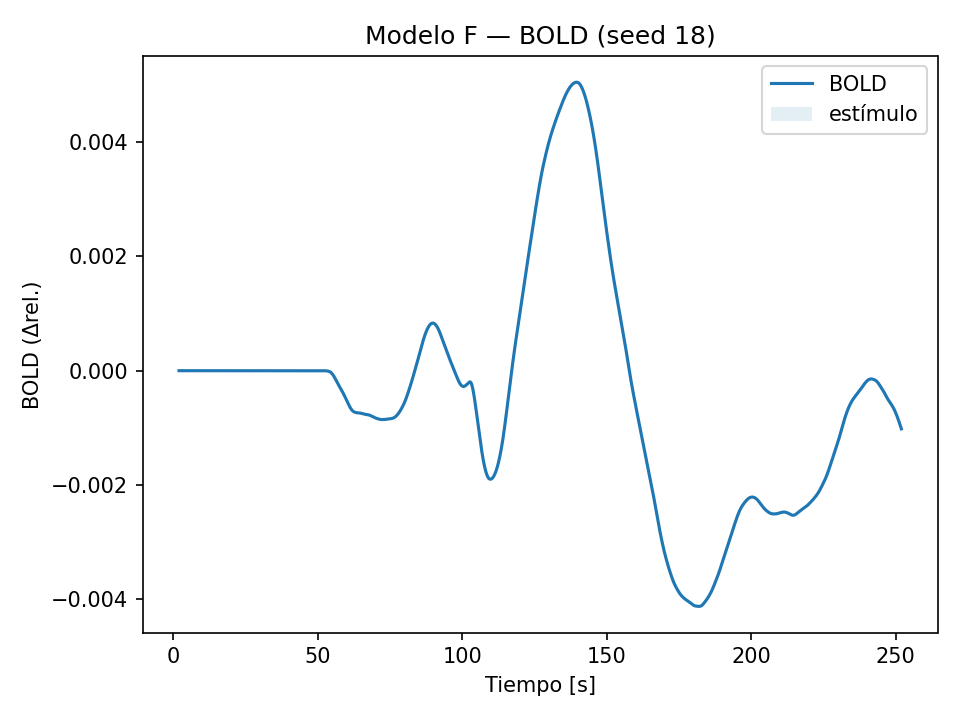 Modelo F — BOLD (seed 18)
BOLD
estímulo
0.004
0.002
0.000
−0.002
−0.004
BOLD (Δrel.)
0
50
100
150
200
250
Tiempo [s]